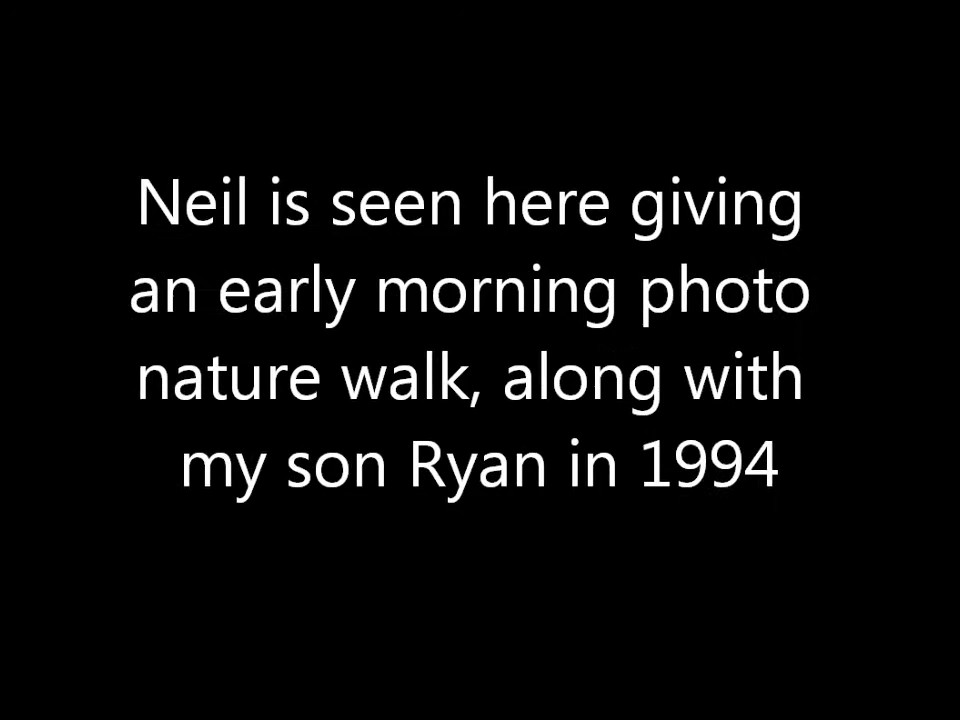 Neil is seen here giving
an early morning photo
nature walk, along with
my son Ryan in 1994